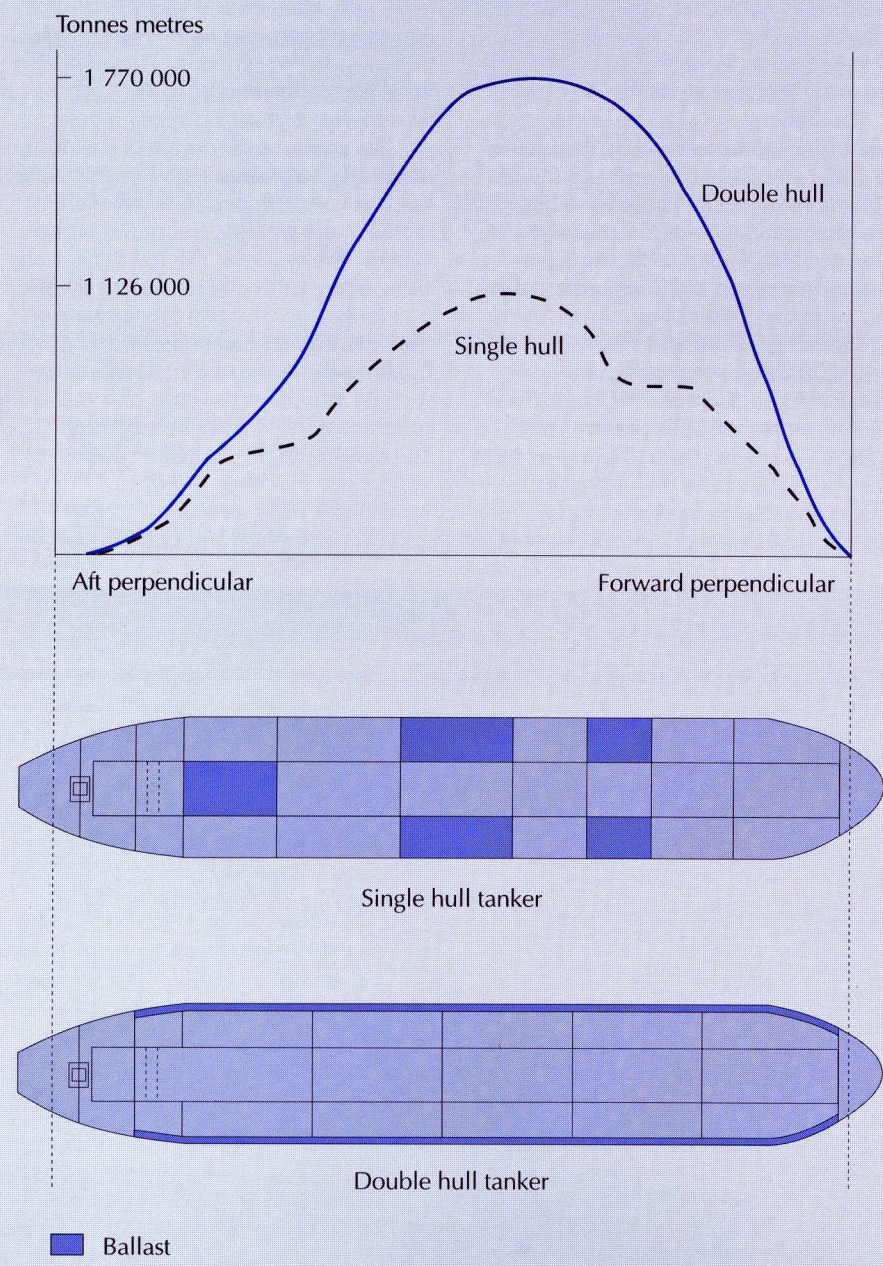 Tonnes metres
1 770 000
Double hull
1 126 000
Single hull
Aft perpendicular
Forward perpendicular
Single hull tanker
Double hull tanker
Ballast